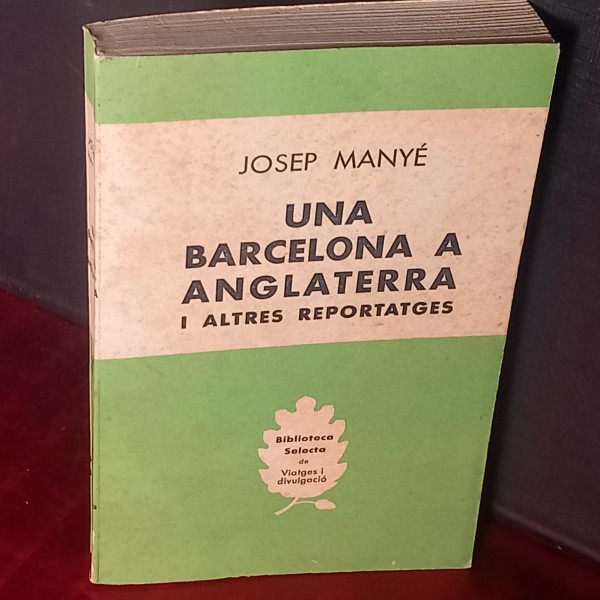 JOSEP MANYÉ
UNA
BARCELONA A
ANGLATERRA
I ALTRES REPORTATGES
Biblioteca
Selecta
de
Viatges i
divulgació